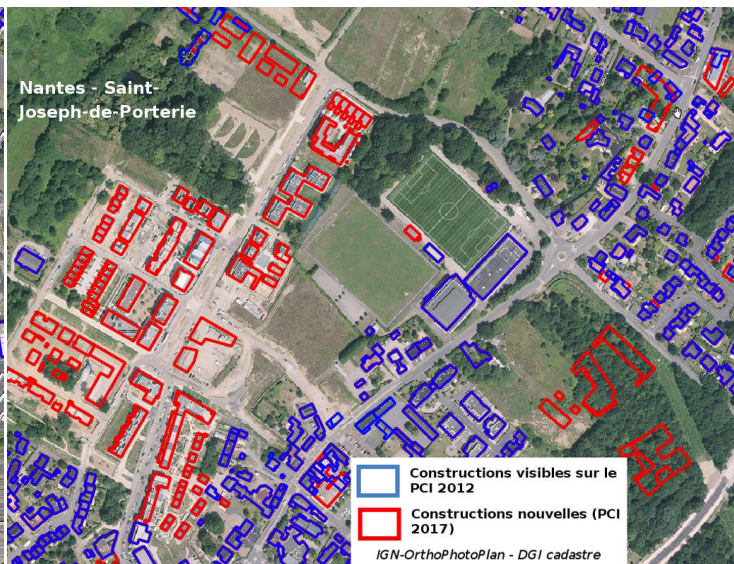 Nantes - Saint-
Joseph-de-Porterie
Constructions visibles sur le
PCI 2012
Constructions nouvelles (PCI
2017)
IGN-OrthoPhotoPlan - DGI cadastre